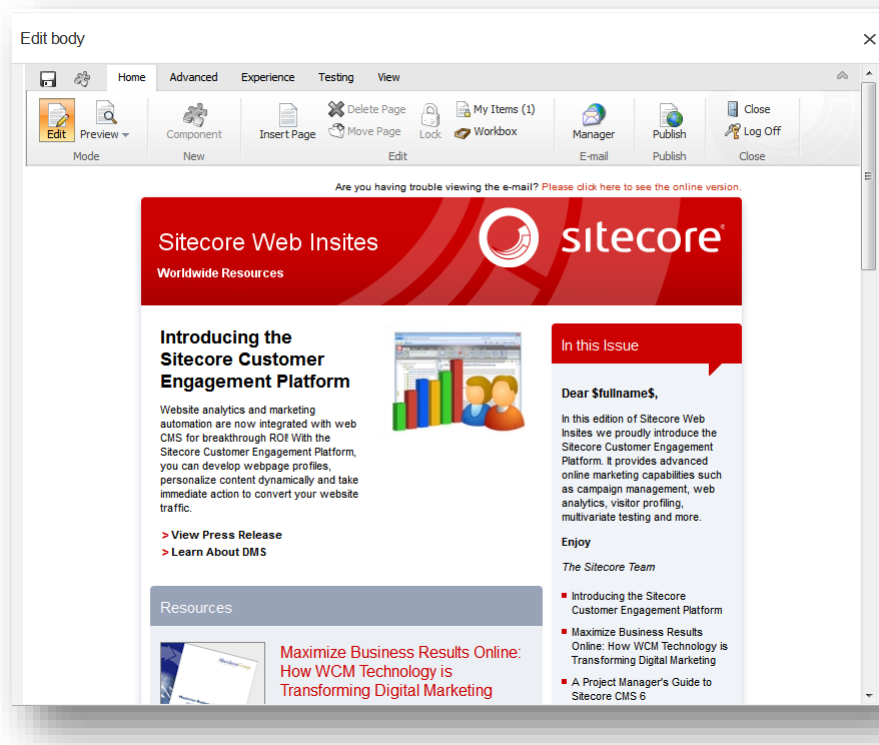 Edit body
Home Advanced Experience Testing View
Edit Preview Component Insert Page Delete Page Move Page Lock My Items (1) Workbox Manager Publish Close Log Off
Mode New Edit E-mail Publish Close
Are you having trouble viewing the e-mail? Please click here to see the online version.
Sitecore Web Insites
Worldwide Resources
sitecore
Introducing the
Sitecore Customer
Engagement Platform
Website analytics and marketing
automation are now integrated with web
CMS for breakthrough ROI! With the
Sitecore Customer Engagement Platform,
you can develop webpage profiles,
personalize content dynamically and take
immediate action to convert your website
traffic.
> View Press Release
> Learn About DMS
In this Issue
Dear $fullname$,
In this edition of Sitecore Web
Insites we proudly introduce the
Sitecore Customer Engagement
Platform. It provides advanced
online marketing capabilities such
as campaign management, web
analytics, visitor profiling,
multivariate testing and more.
Enjoy
The Sitecore Team
Introducing the Sitecore
Customer Engagement Platform
Maximize Business Results
Online: How WCM Technology is
Transforming Digital Marketing
A Project Manager's Guide to
Sitecore CMS 6
Resources
Maximize Business Results Online:
How WCM Technology is
Transforming Digital Marketing